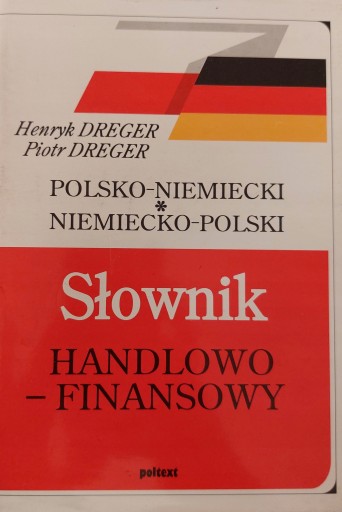 Henryk DREGER
Piotr DREGER
POLSKO-NIEMIECKI
*
NIEMIECKO-POLSKI
Słownik
HANDLOWO
– FINANSOWY
poltext